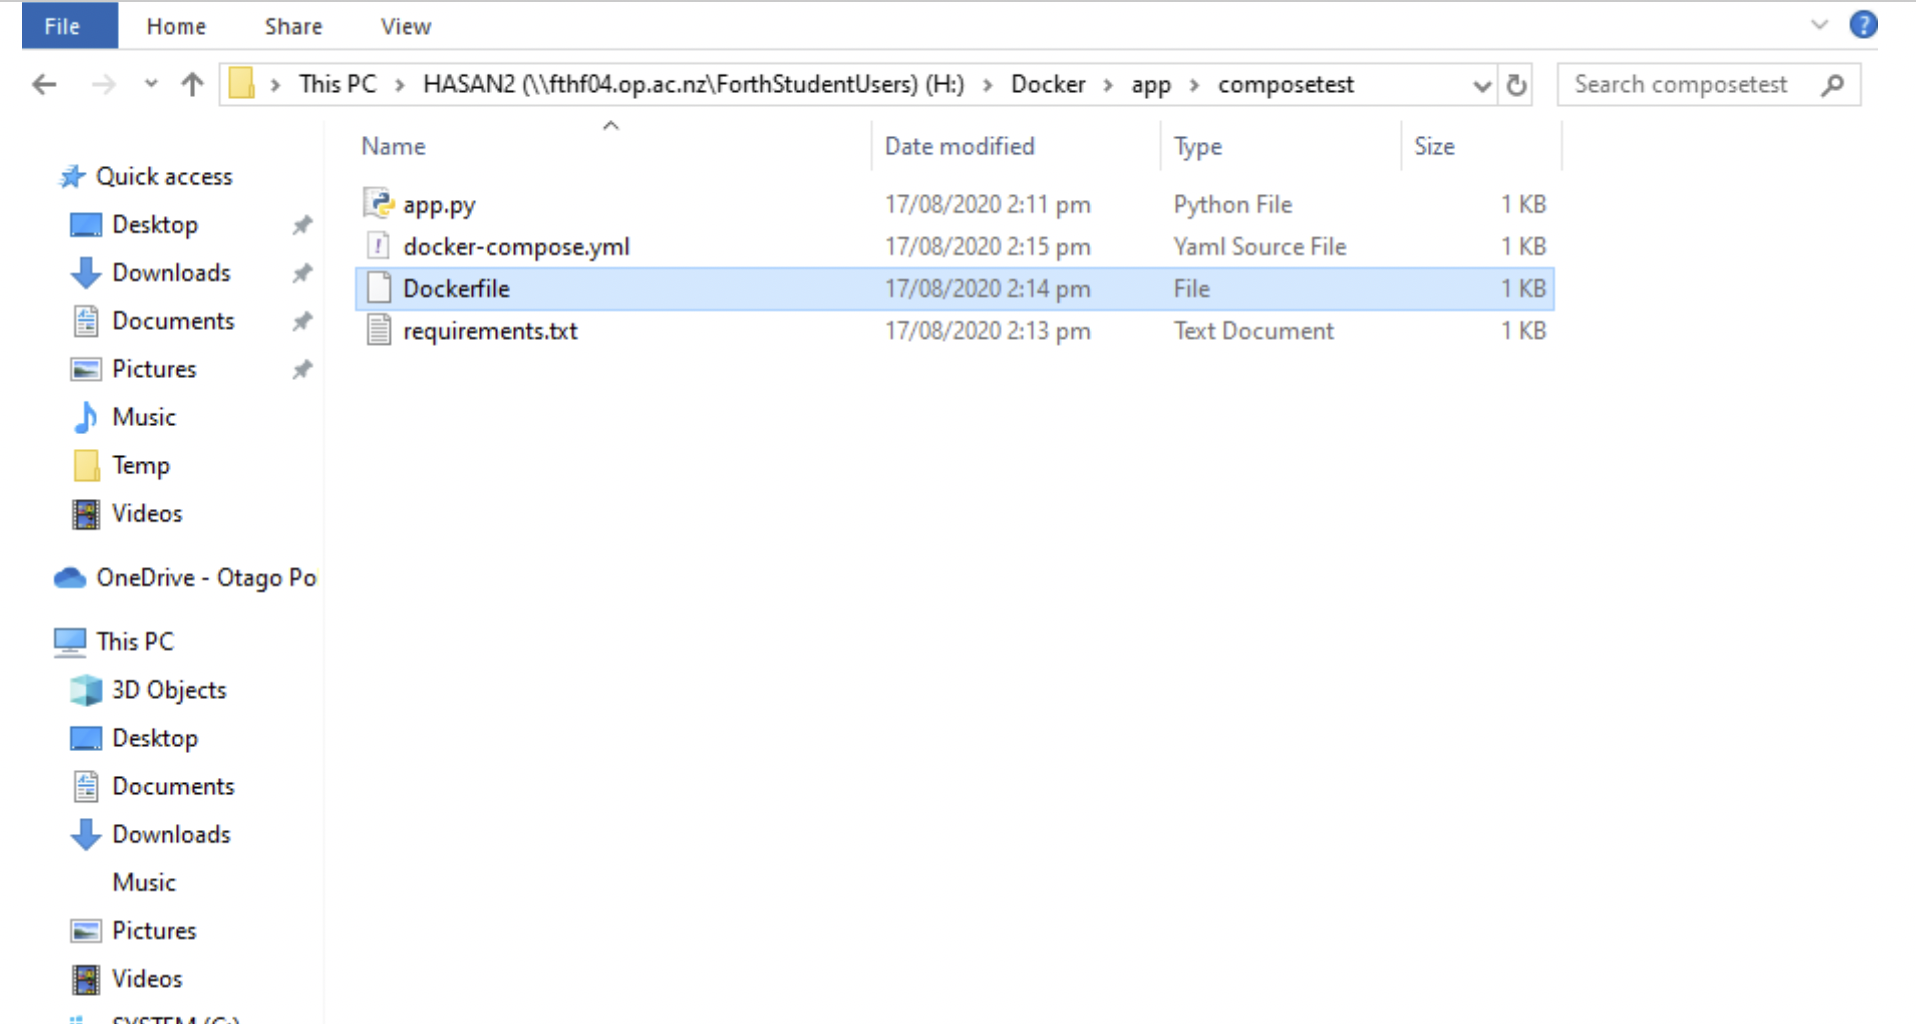 File Home Share View
This PC > HASAN2 (\\fthf04.op.ac.nz\ForthStudentUsers) (H:) > Docker > app > composetest
Search composetest
Name Date modified Type Size
Quick access
Desktop
Downloads
Documents
Pictures
Music
Temp
Videos
OneDrive - Otago Po
This PC
3D Objects
Desktop
Documents
Downloads
Music
Pictures
Videos
SYSTEM (C:)
app.py 17/08/2020 2:11 pm Python File 1 KB
docker-compose.yml 17/08/2020 2:15 pm Yaml Source File 1 KB
Dockerfile 17/08/2020 2:14 pm File 1 KB
requirements.txt 17/08/2020 2:13 pm Text Document 1 KB